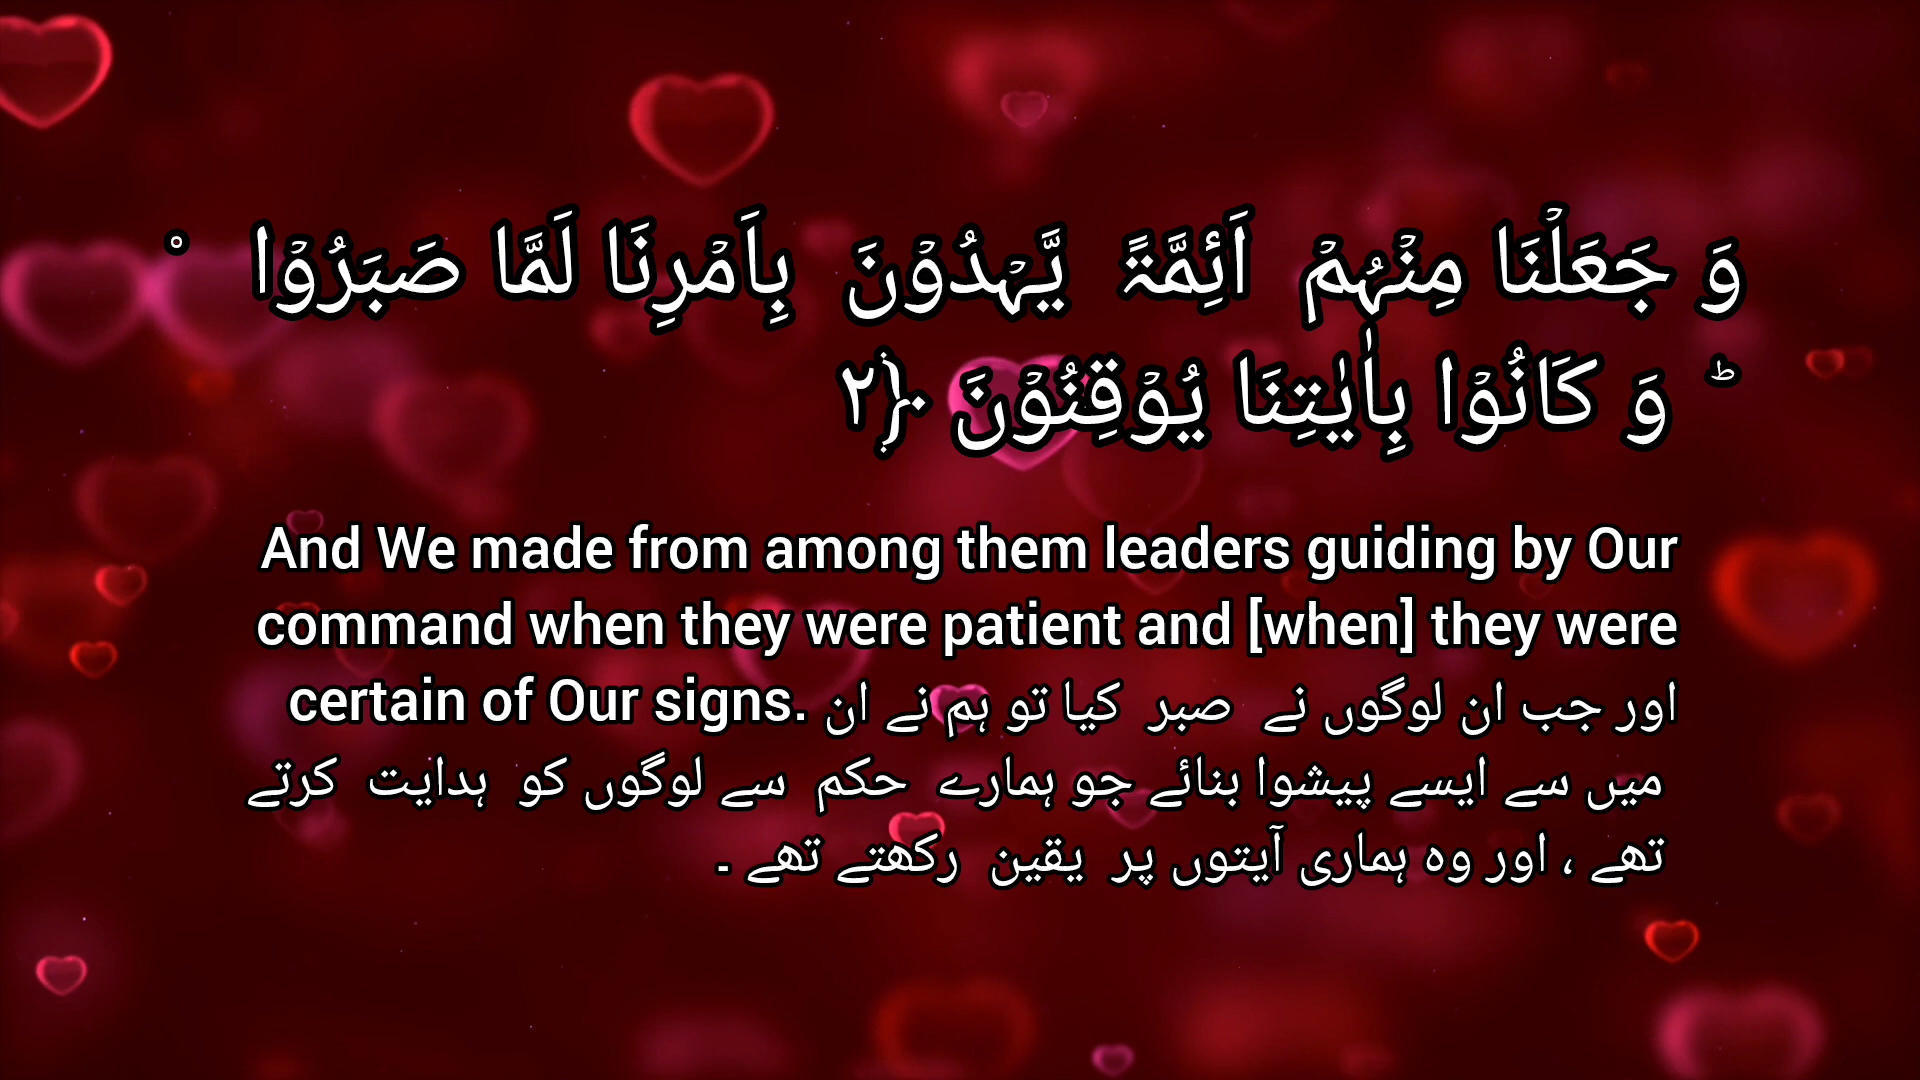 وَ جَعَلۡنَا مِنۡہُمۡ اَئِمَّۃً یَّہۡدُوۡنَ بِاَمۡرِنَا لَمَّا صَبَرُوۡا ۟
ؕ وَ کَانُوۡا بِاٰیٰتِنَا یُوۡقِنُوۡنَ ﴿۲۰
And We made from among them leaders guiding by Our
command when they were patient and [when] they were
certain of Our signs. اور جب ان لوگوں نے صبر کیا تو ہم نے ان
میں سے ایسے پیشوا بنائے جو ہمارے حکم سے لوگوں کو ہدایت کرتے
تھے ، اور وہ ہماری آیتوں پر یقین رکھتے تھے ۔